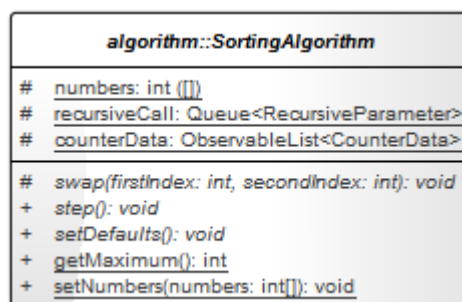 algorithm::SortingAlgorithm
# numbers: int ([])
# recursiveCall: Queue<RecursiveParameter>
# counterData: ObservableList<CounterData>
# swap(firstIndex: int, secondIndex: int): void
+ step(): void
+ setDefaults(): void
+ getMaximum(): int
+ setNumbers(numbers: int[]): void